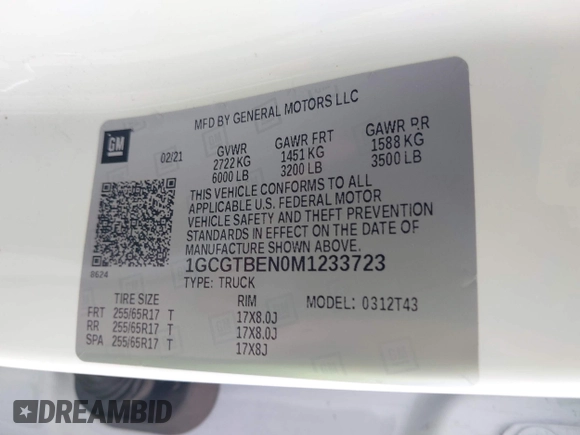 MFD BY GENERAL MOTORS LLC
GM
02/21 GVWR GAWR FRT GAWR RR
2722 KG 1451 KG 1588 KG
6000 LB 3200 LB 3500 LB
THIS VEHICLE CONFORMS TO ALL
APPLICABLE U.S. FEDERAL MOTOR
VEHICLE SAFETY AND THEFT PREVENTION
STANDARDS IN EFFECT ON THE DATE OF
MANUFACTURE SHOWN ABOVE.
0624
1GCGTBEN0M1233723
TYPE: TRUCK
TIRE SIZE RIM MODEL: 0312T43
FRT 255/65R17 T 17X8.0J
RR 255/65R17 T 17X8.0J
SPA 255/65R17 T 17X8J
DREAMBID